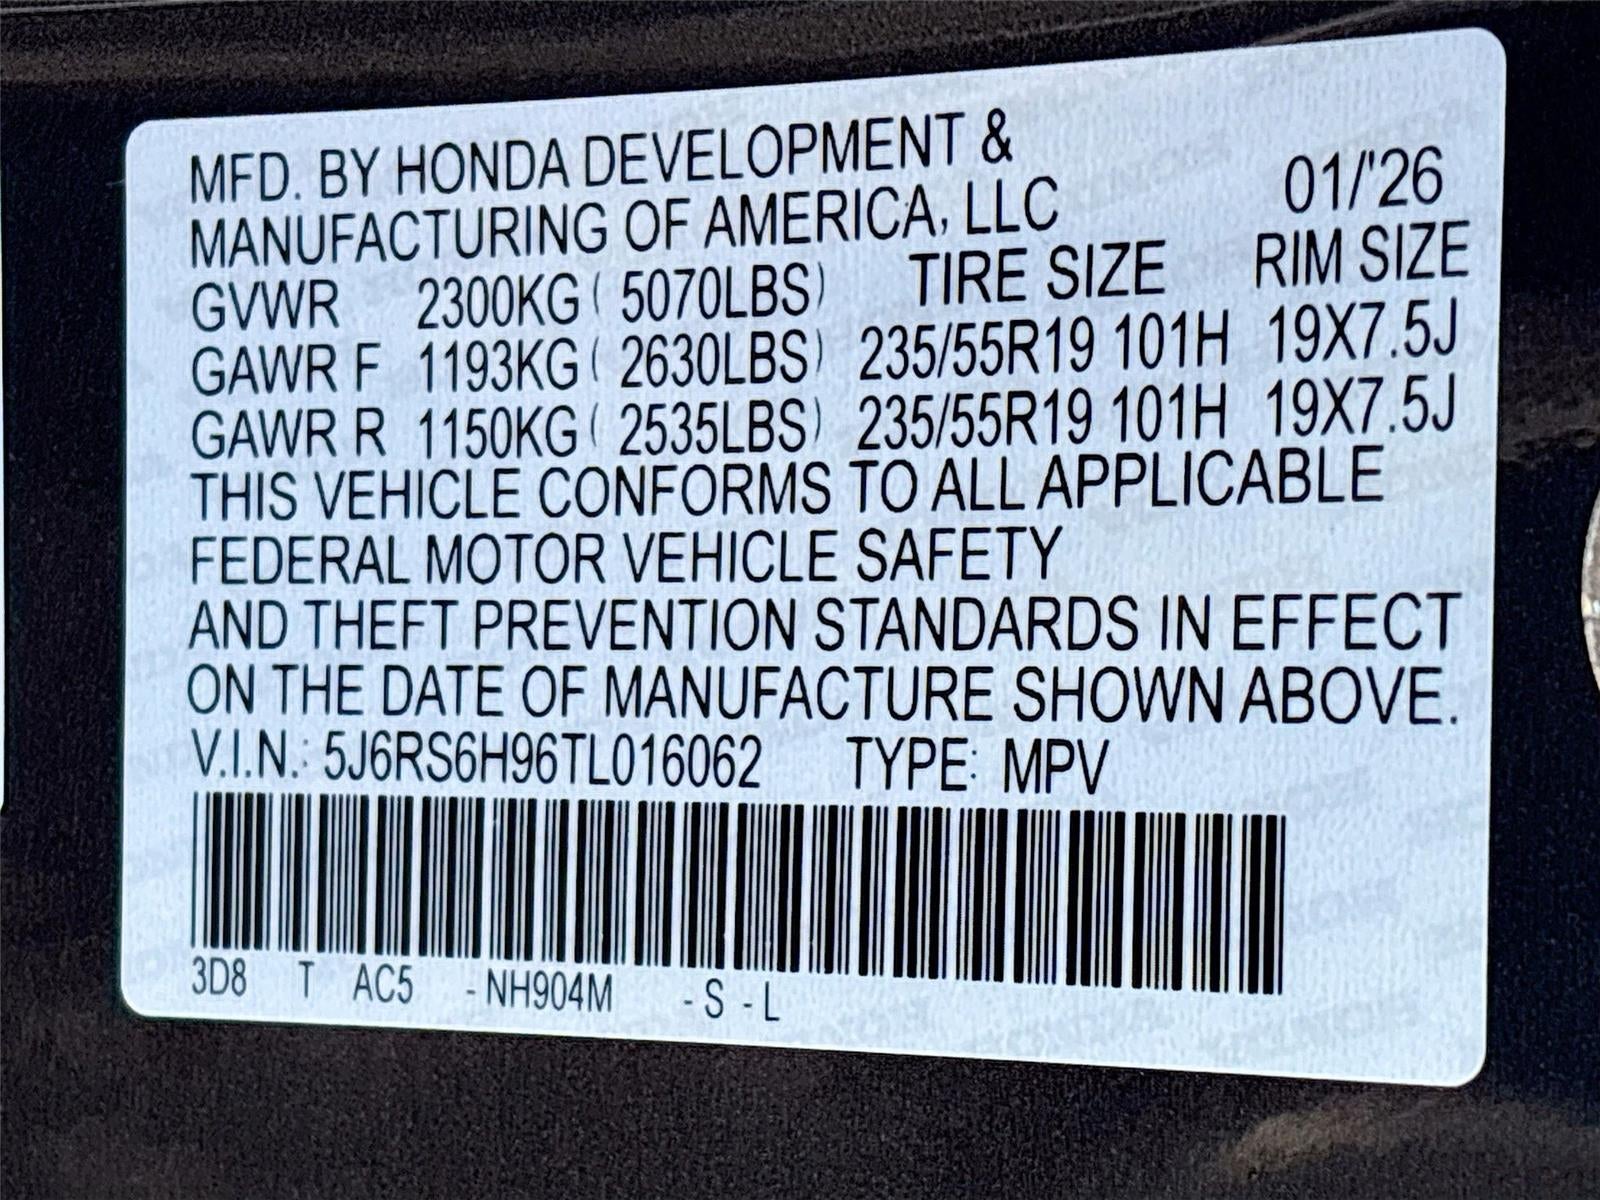 MFD. BY HONDA DEVELOPMENT &
MANUFACTURING OF AMERICA, LLC 01/'26
GVWR 2300KG ( 5070LBS) TIRE SIZE RIM SIZE
GAWR F 1193KG ( 2630LBS) 235/55R19 101H 19X7.5J
GAWR R 1150KG ( 2535LBS) 235/55R19 101H 19X7.5J
THIS VEHICLE CONFORMS TO ALL APPLICABLE
FEDERAL MOTOR VEHICLE SAFETY
AND THEFT PREVENTION STANDARDS IN EFFECT
ON THE DATE OF MANUFACTURE SHOWN ABOVE.
V.I.N.: 5J6RS6H96TL016062 TYPE: MPV
3D8 T AC5 - NH904M - S - L